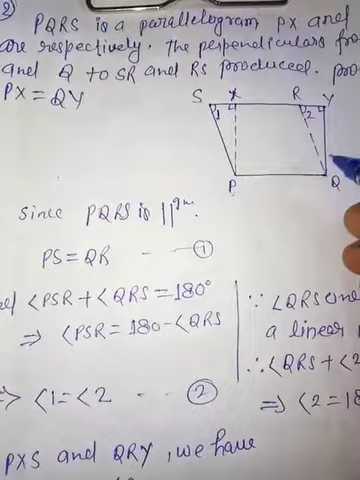 2) PQRS is a parallelogram PX and
are respectively, the perpendiculars fro
and Q to SR and RS produced. pro
PX = QY
S X R Y
1 2
P Q
since PQRS is ||gm.
PS = QR - - ①
<PSR + <QRS = 180°
⇒ <PSR = 180 - <QRS
⇒ <1 = <2 - - ②
∵ <QRS
a linear
∴ <QRS + <2
⇒ <2 = 18
PXS and QRY, we have